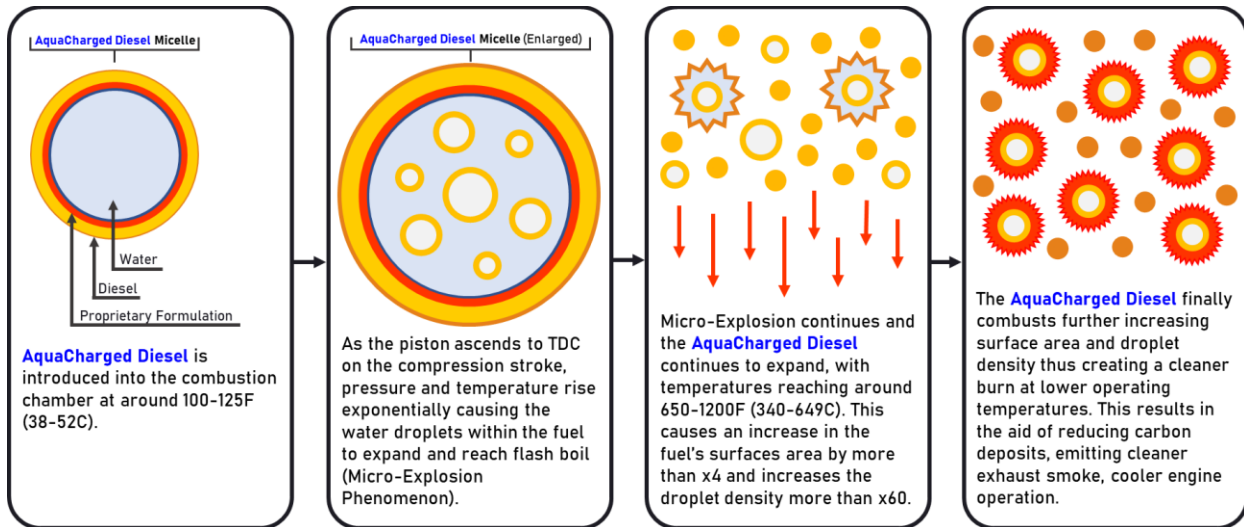 AquaCharged Diesel Micelle
Water
Diesel
Proprietary Formulation
AquaCharged Diesel is
introduced into the combustion
chamber at around 100-125F
(38-52C).
AquaCharged Diesel Micelle (Enlarged)
As the piston ascends to TDC
on the compression stroke,
pressure and temperature rise
exponentially causing the
water droplets within the fuel
to expand and reach flash boil
(Micro-Explosion
Phenomenon).
Micro-Explosion continues and
the AquaCharged Diesel
continues to expand, with
temperatures reaching around
650-1200F (340-649C). This
causes an increase in the
fuel's surfaces area by more
than x4 and increases the
droplet density more than x60.
The AquaCharged Diesel finally
combusts further increasing
surface area and droplet
density thus creating a cleaner
burn at lower operating
temperatures. This results in
the aid of reducing carbon
deposits, emitting cleaner
exhaust smoke, cooler engine
operation.